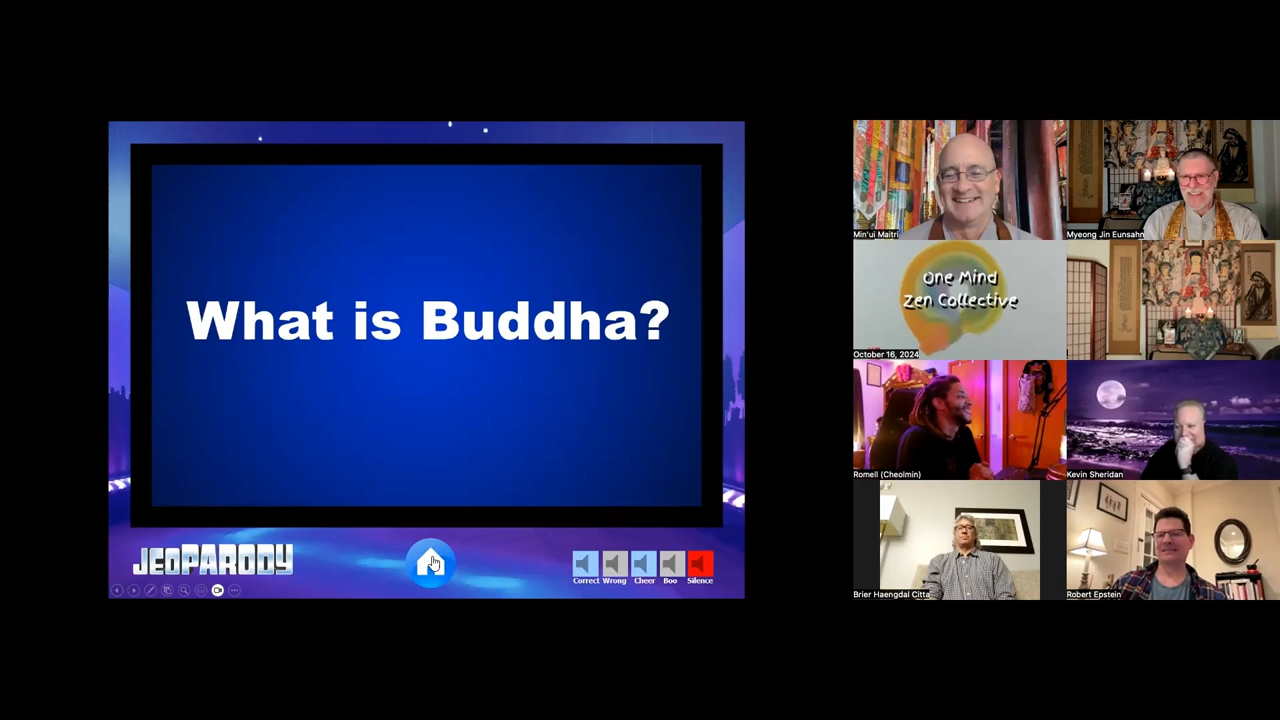 What is Buddha?
JEOPARODY
Correct
Wrong
Cheer
Boo
Silence
Min'ui Maitri
Myeong Jin Eunsahn
One Mind
Zen Collective
October 16, 2024
Romell (Cheolmin)
Kevin Sheridan
Brier Haengdal Citta
Robert Epstein